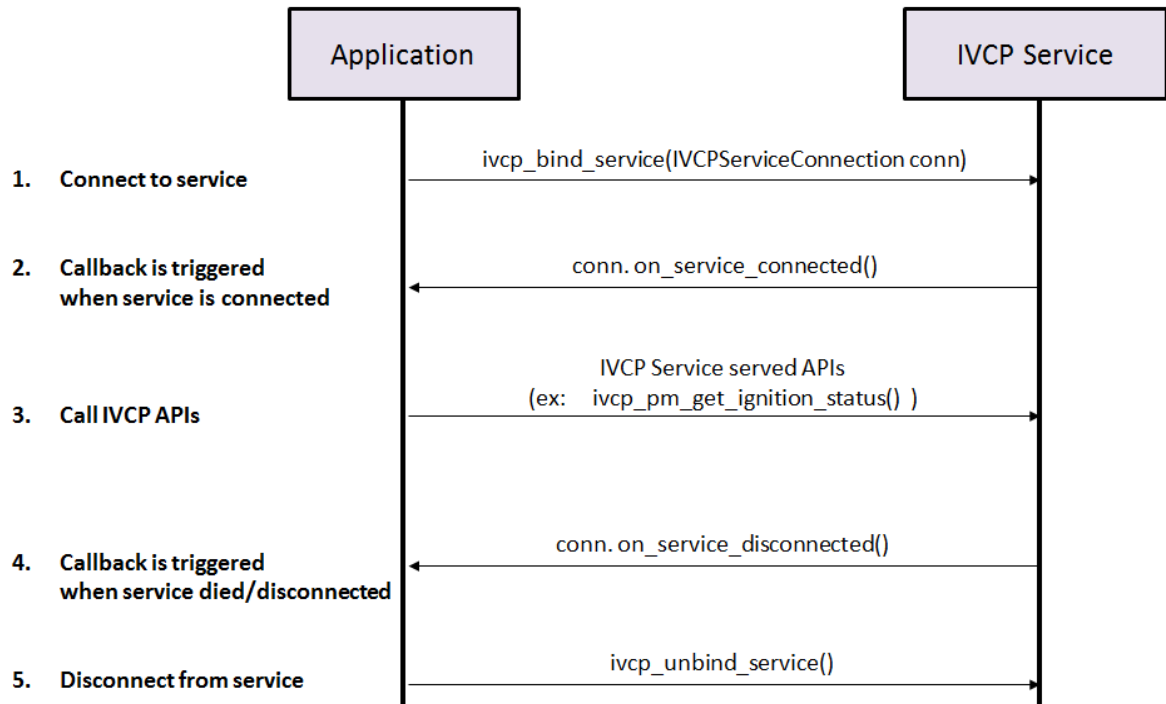 Application
IVCP Service
ivcp_bind_service(IVCPServiceConnection conn)
1. Connect to service
conn. on_service_connected()
2. Callback is triggered
when service is connected
IVCP Service served APIs
(ex: ivcp_pm_get_ignition_status() )
3. Call IVCP APIs
conn. on_service_disconnected()
4. Callback is triggered
when service died/disconnected
ivcp_unbind_service()
5. Disconnect from service